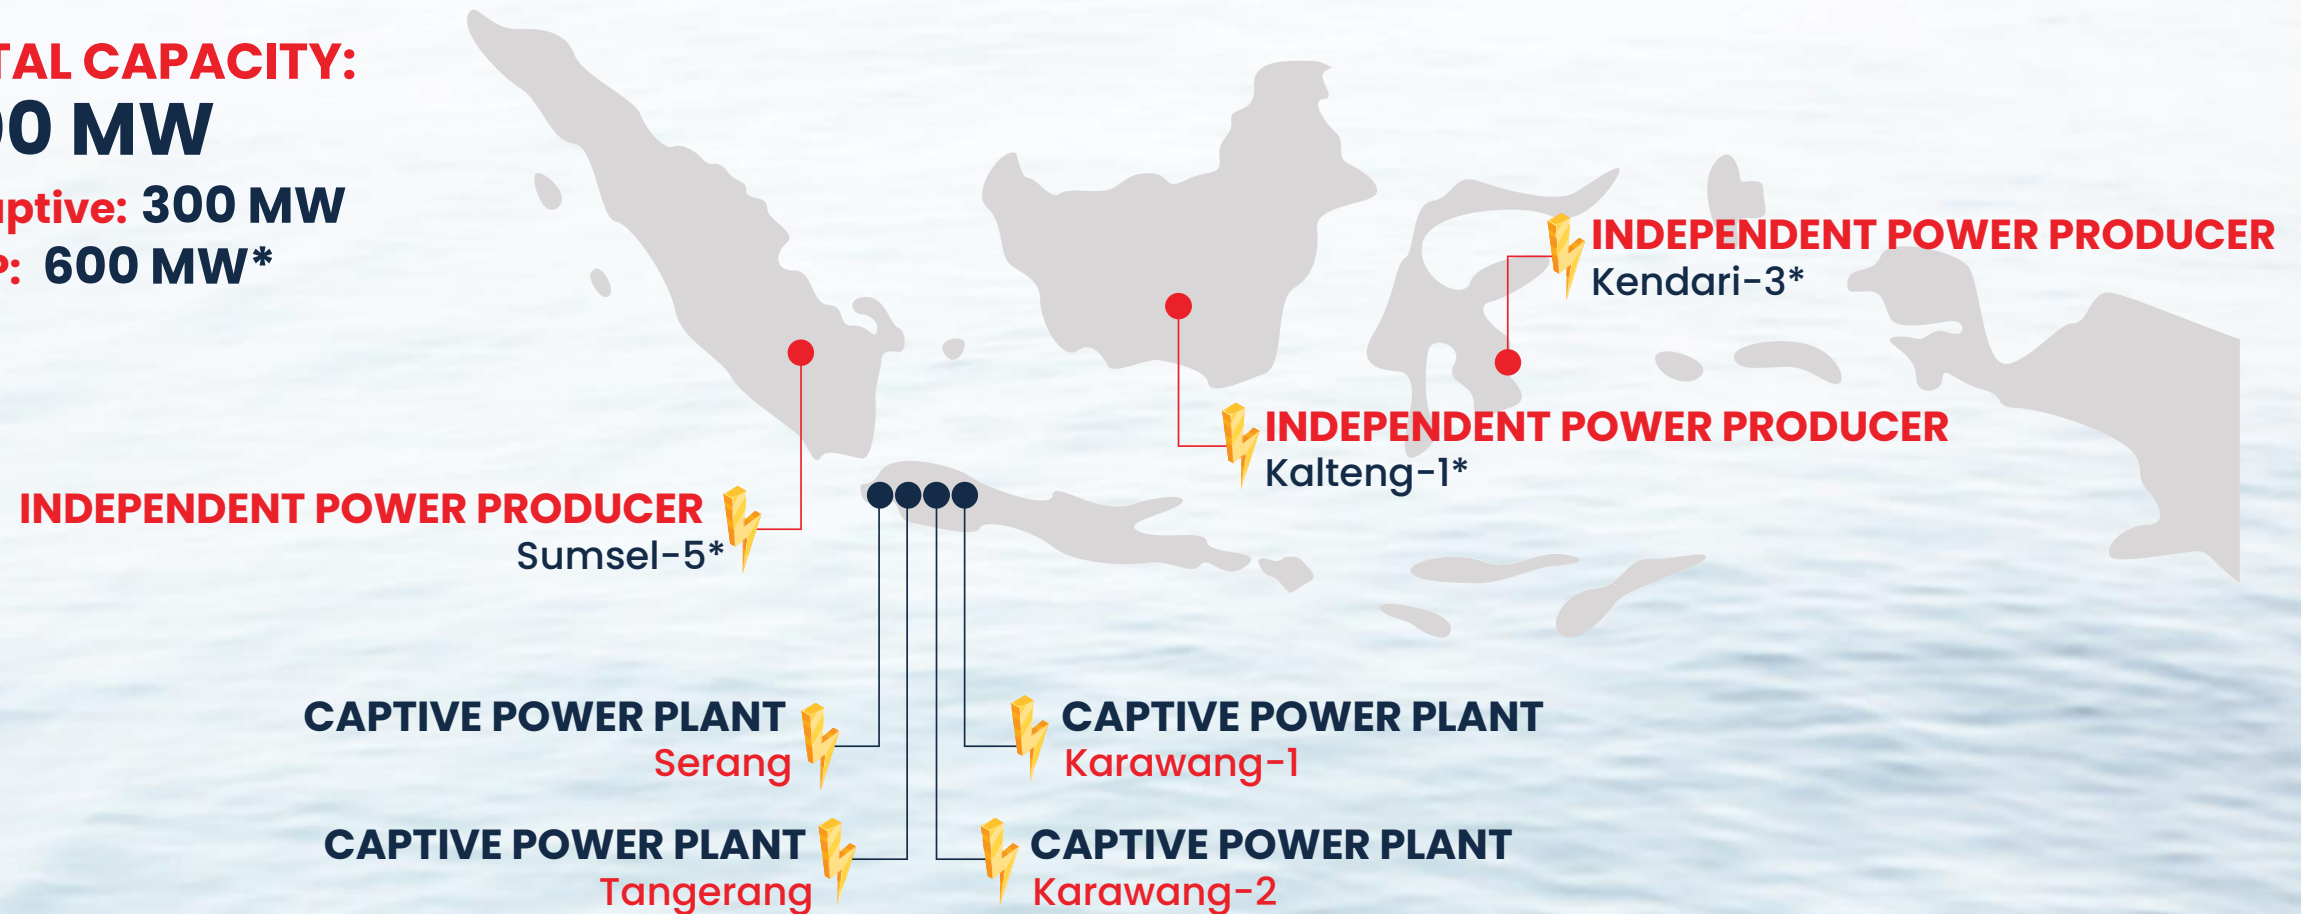 TAL CAPACITY:
00 MW
aptive: 300 MW
P: 600 MW*
INDEPENDENT POWER PRODUCER
Kendari-3*
INDEPENDENT POWER PRODUCER
Kalteng-1*
INDEPENDENT POWER PRODUCER
Sumsel-5*
CAPTIVE POWER PLANT
Serang
CAPTIVE POWER PLANT
Karawang-1
CAPTIVE POWER PLANT
Tangerang
CAPTIVE POWER PLANT
Karawang-2